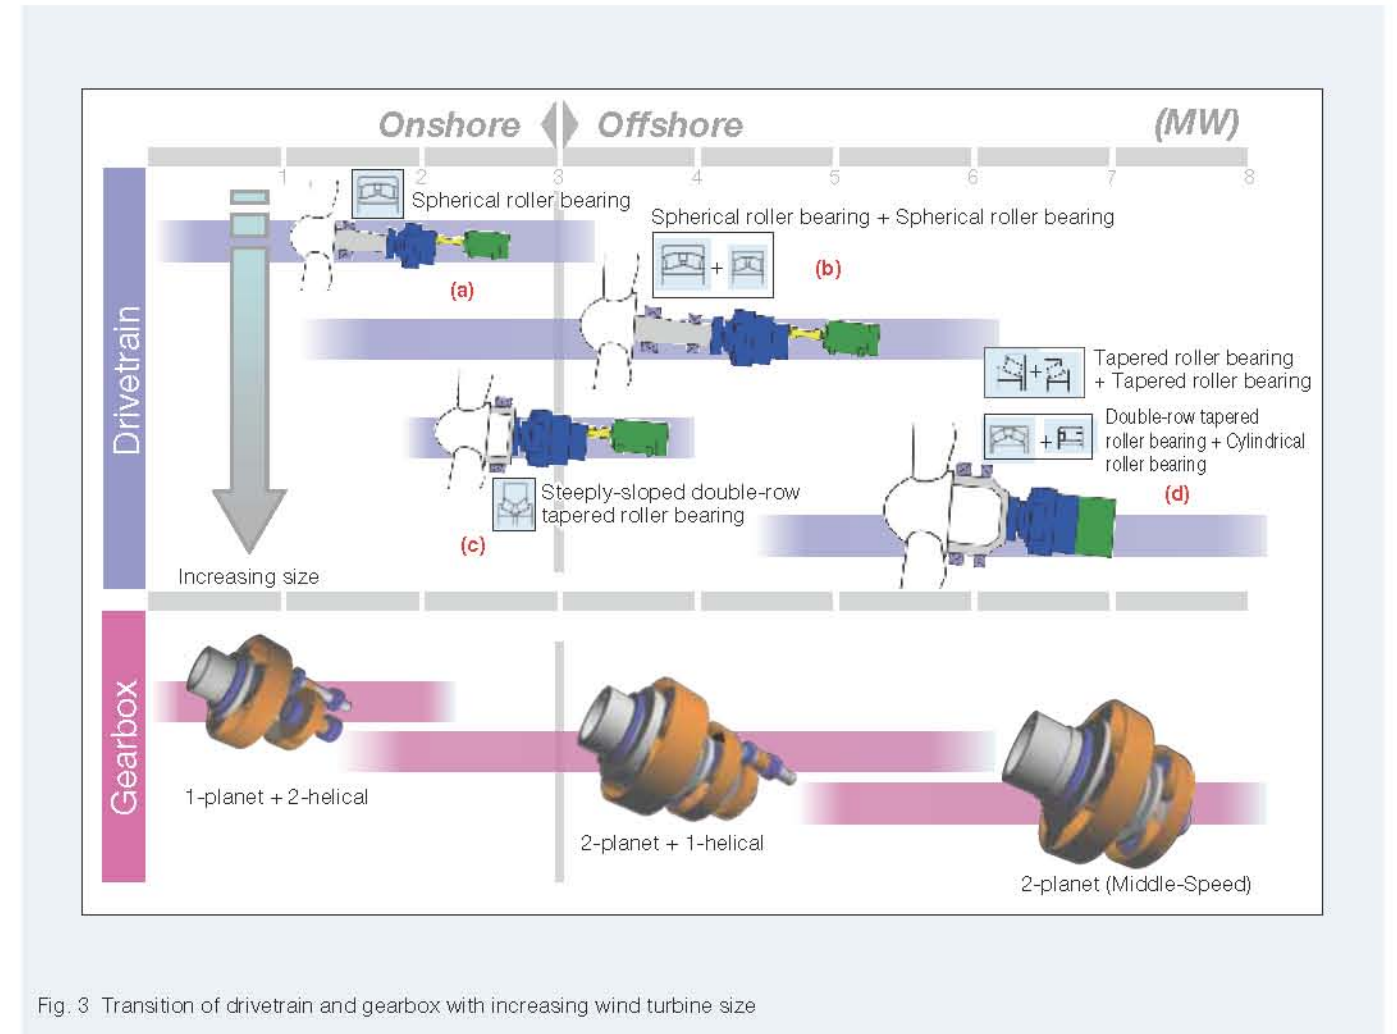 Onshore Offshore (MW)
1 2 3 4 5 6 7 8
Drivetrain
Spherical roller bearing
(a)
Spherical roller bearing + Spherical roller bearing
+
(b)
+
Tapered roller bearing
+ Tapered roller bearing
+
Double-row tapered
roller bearing + Cylindrical
roller bearing
(d)
Steeply-sloped double-row
tapered roller bearing
(c)
Increasing size
Gearbox
1-planet + 2-helical
2-planet + 1-helical
2-planet (Middle-Speed)
Fig. 3 Transition of drivetrain and gearbox with increasing wind turbine size